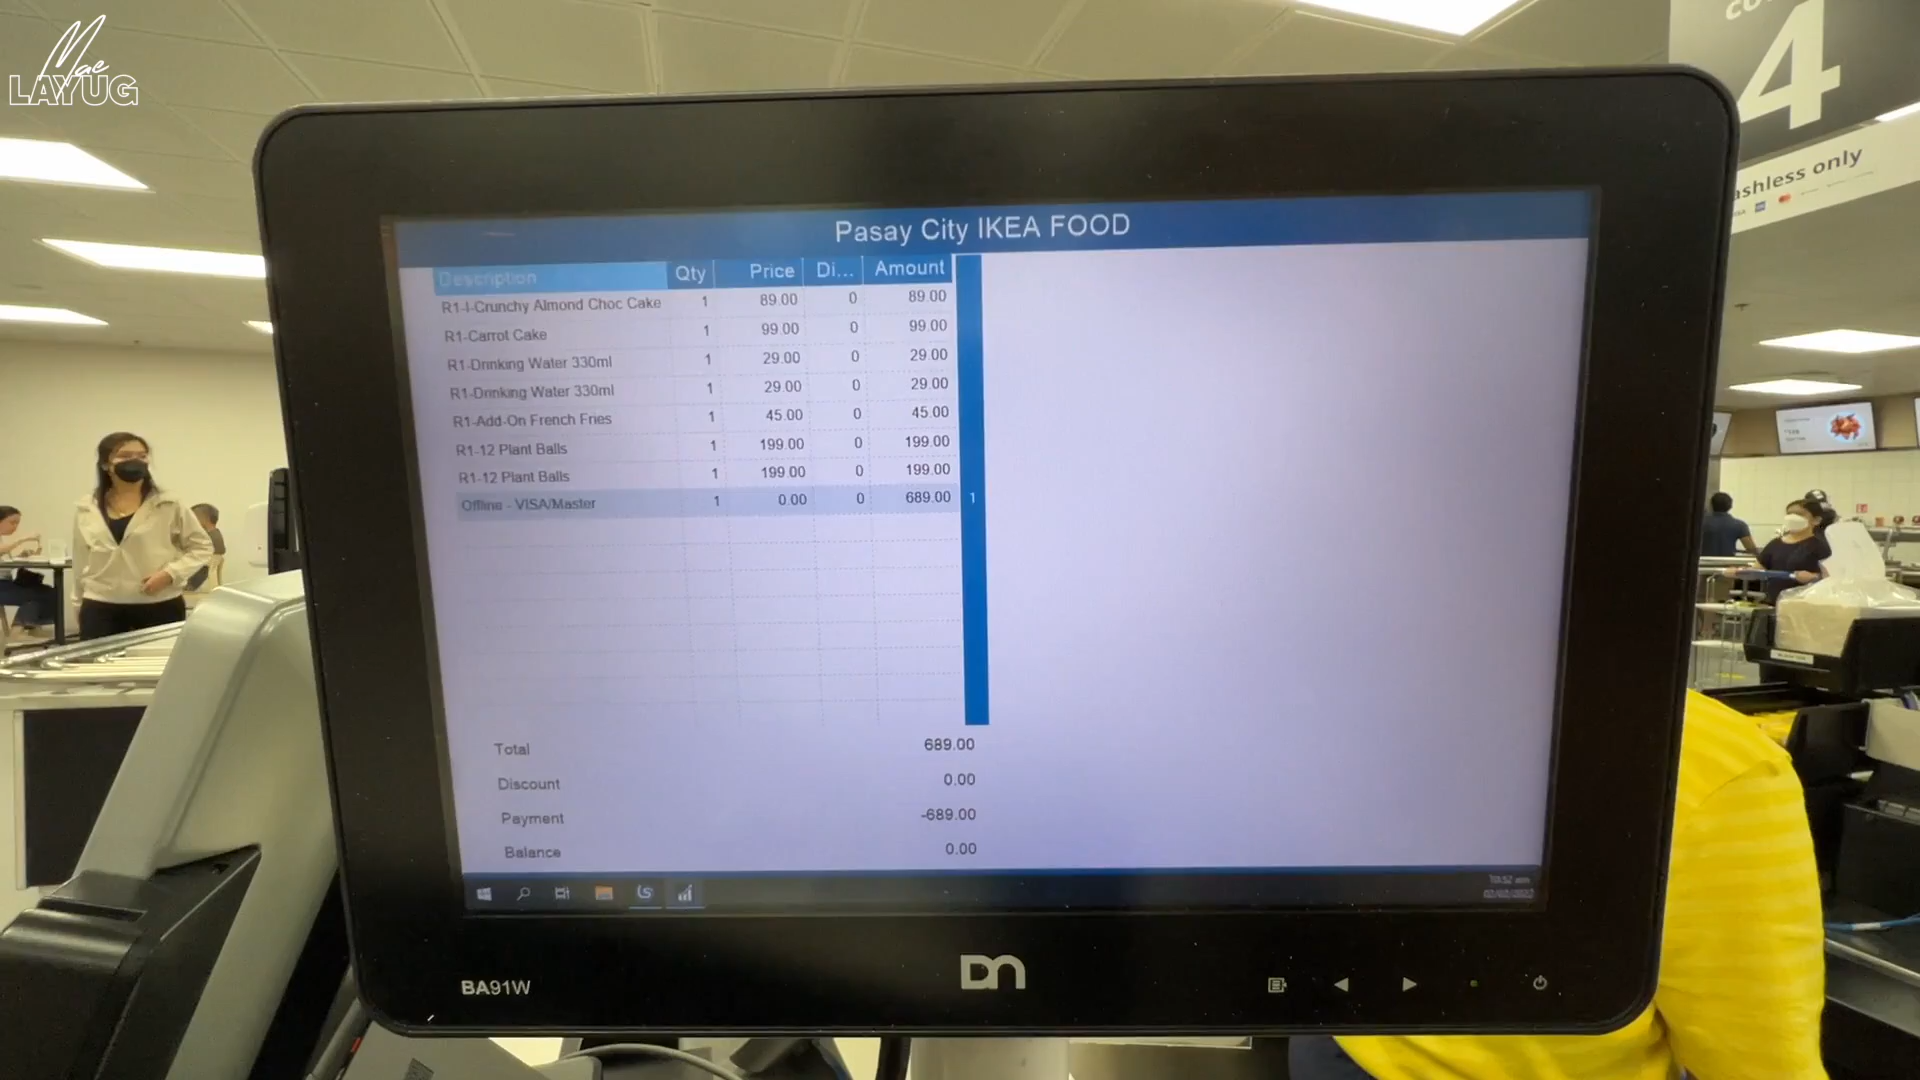 Mae
LAYUG
4
ashless only
Pasay City IKEA FOOD
Description Qty Price Di... Amount
R1-I-Crunchy Almond Choc Cake 1 89.00 0 89.00
R1-Carrot Cake 1 99.00 0 99.00
R1-Drinking Water 330ml 1 29.00 0 29.00
R1-Drinking Water 330ml 1 29.00 0 29.00
R1-Add-On French Fries 1 45.00 0 45.00
R1-12 Plant Balls 1 199.00 0 199.00
R1-12 Plant Balls 1 199.00 0 199.00
Offline - VISA/Master 1 0.00 0 689.00 1
Total 689.00
Discount 0.00
Payment -689.00
Balance 0.00
BA91W
DN